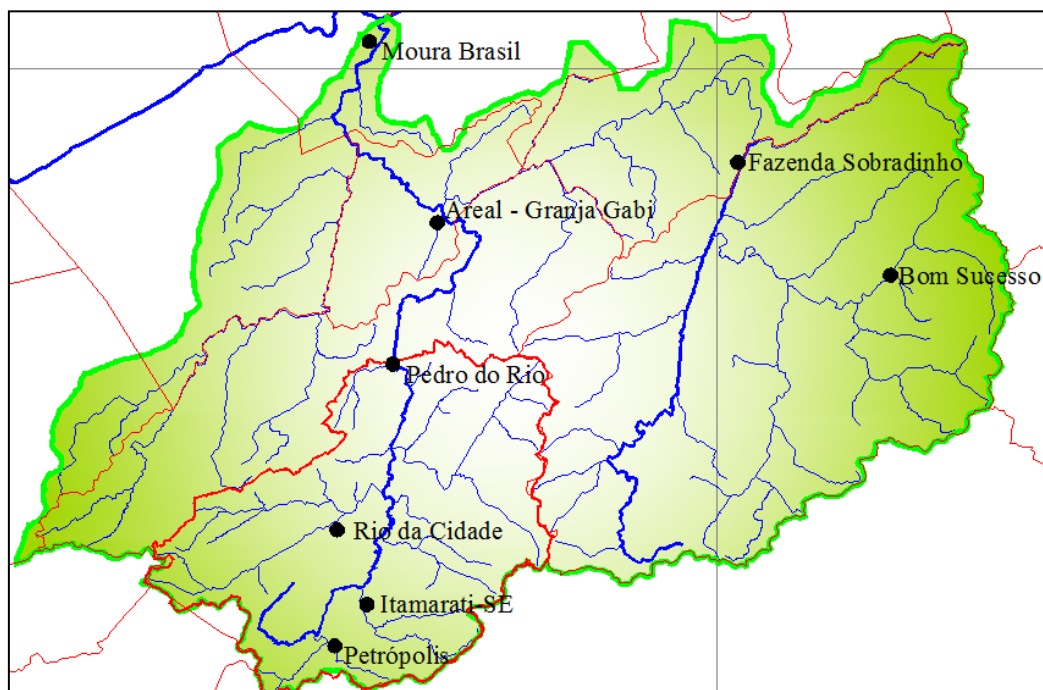 Moura Brasil
Fazenda Sobradinho
Areal - Granja Gabi
Bom Sucesso
Pedro do Rio
Rio da Cidade
Itamarati-SE
Petrópolis